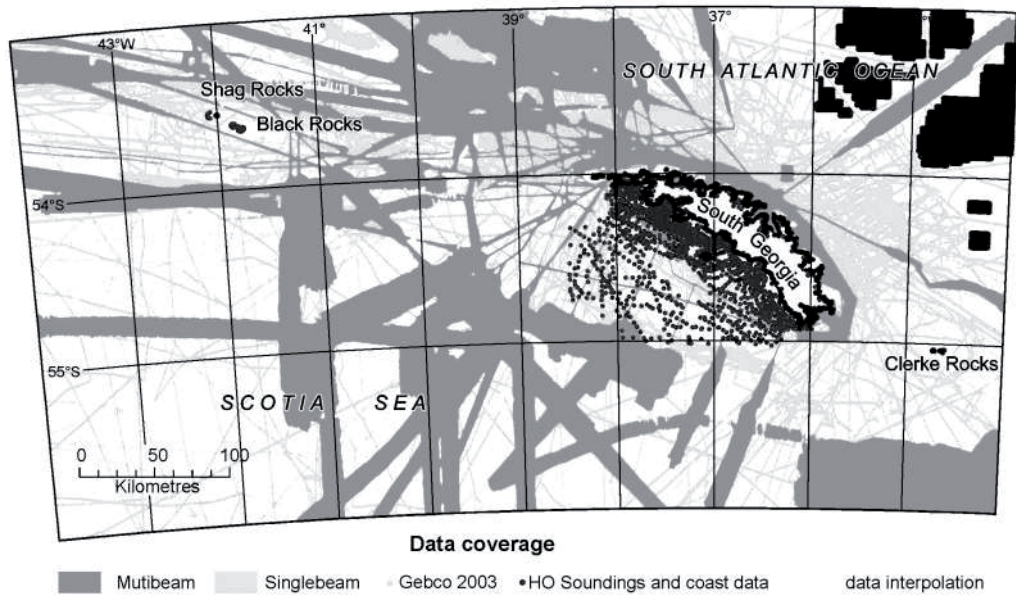 43°W
41°
39°
37°
SOUTH ATLANTIC OCEAN
Shag Rocks
Black Rocks
54°S
South Georgia
55°S
Clerke Rocks
SCOTIA SEA
0 50 100
Kilometres
Data coverage
Mutibeam Singlebeam Gebco 2003 HO Soundings and coast data data interpolation